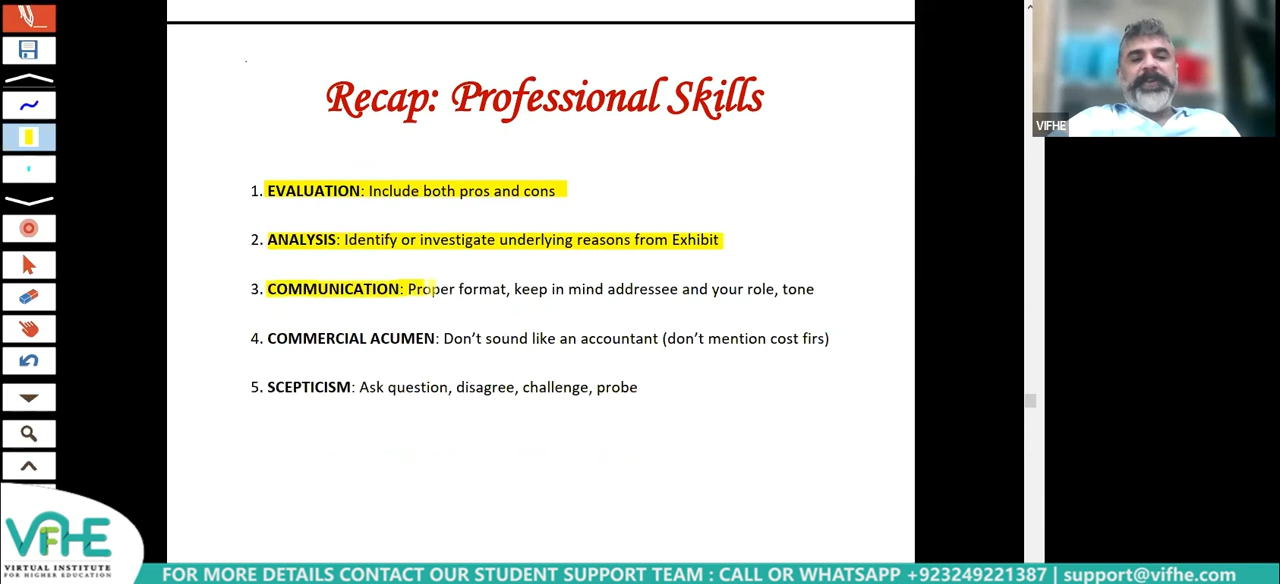 Recap: Professional Skills
VIFHE
1. EVALUATION: Include both pros and cons
2. ANALYSIS: Identify or investigate underlying reasons from Exhibit
3. COMMUNICATION: Proper format, keep in mind addressee and your role, tone
4. COMMERCIAL ACUMEN: Don't sound like an accountant (don't mention cost firs)
5. SCEPTICISM: Ask question, disagree, challenge, probe
VIFHE
VIRTUAL INSTITUTE
FOR HIGHER EDUCATION
FOR MORE DETAILS CONTACT OUR STUDENT SUPPORT TEAM : CALL OR WHATSAPP +923249221387 | support@vifhe.com